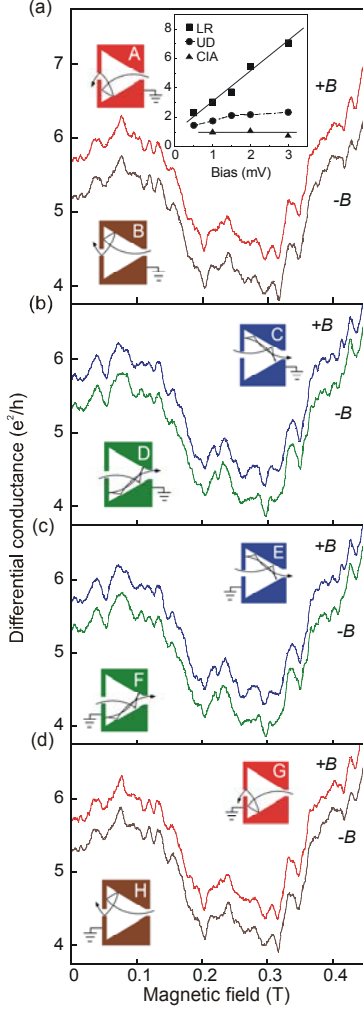 (a)
7
6
5
4
A
B
+B
-B
8
6
4
2
0
LR
UD
CIA
0
1
2
3
Bias (mV)
(b)
6
5
4
C
D
+B
-B
Differential conductance (e²/h)
(c)
6
5
4
E
F
+B
-B
(d)
6
5
4
G
H
+B
-B
0 0.1 0.2 0.3 0.4
Magnetic field (T)